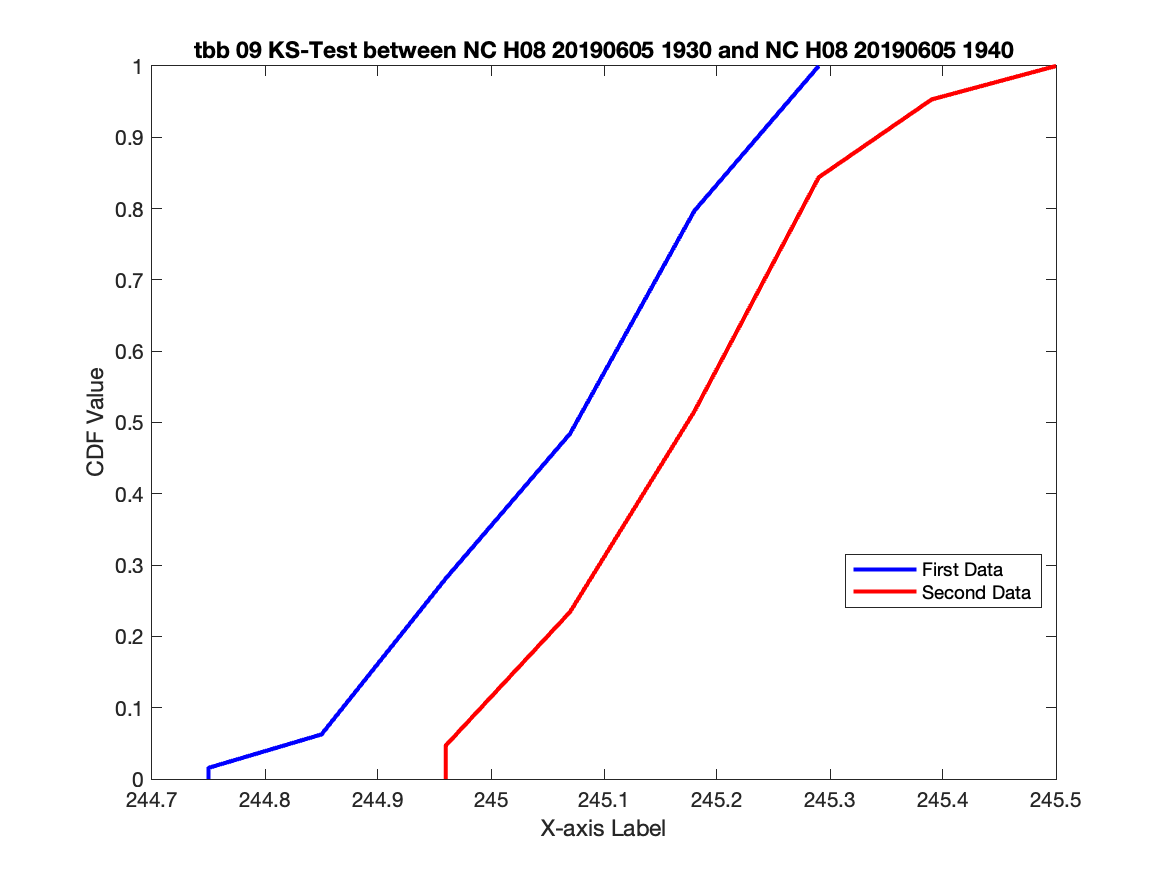 tbb 09 KS-Test between NC H08 20190605 1930 and NC H08 20190605 1940
1
0.9
0.8
0.7
0.6
0.5
0.4
0.3
0.2
0.1
0
CDF Value
First Data
Second Data
244.7 244.8 244.9 245 245.1 245.2 245.3 245.4 245.5
X-axis Label